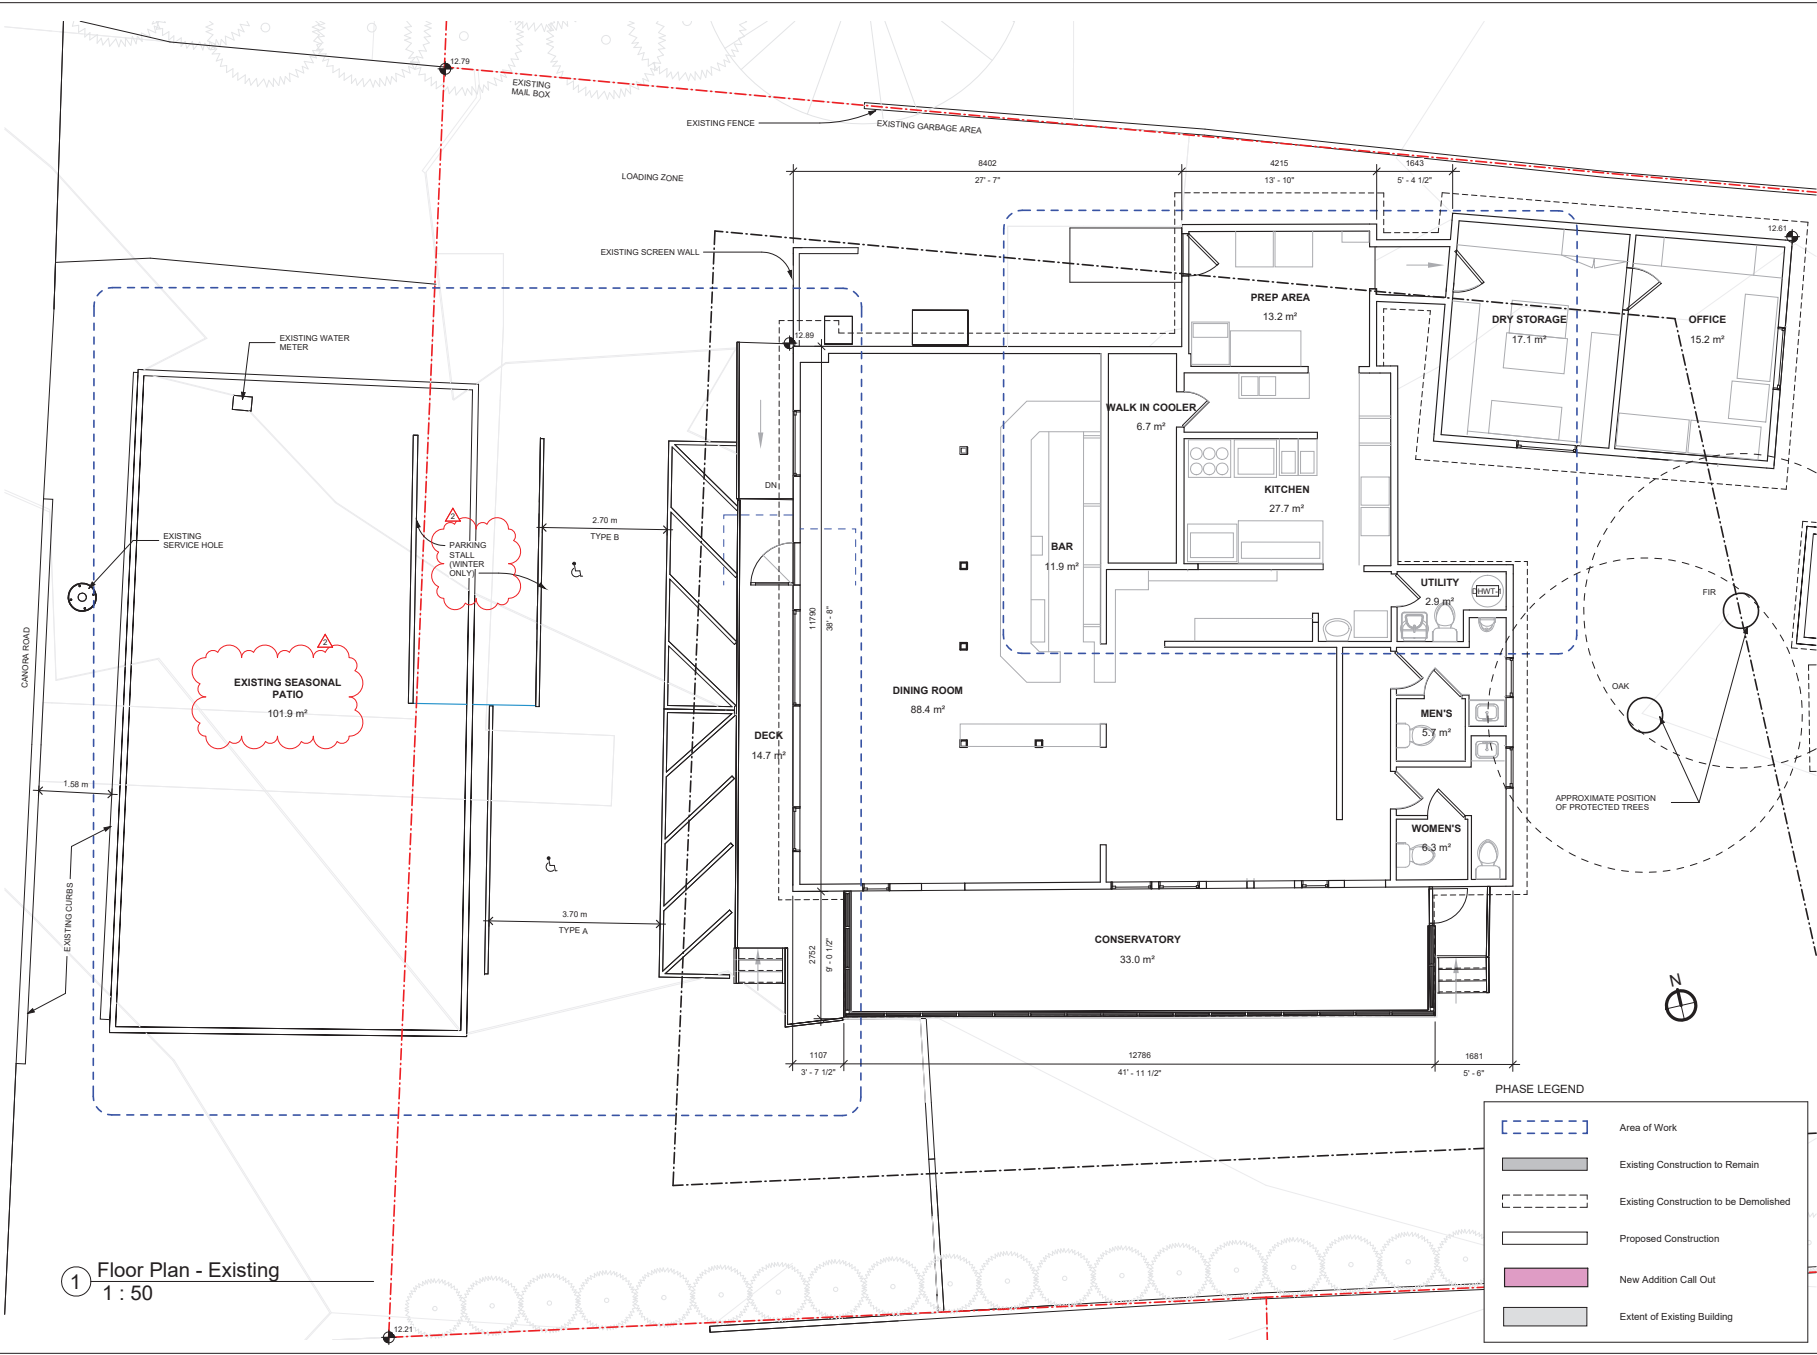 12.79
EXISTING
MAIL BOX
EXISTING FENCE
EXISTING GARBAGE AREA
LOADING ZONE
8402
27' - 7"
4215
13' - 10"
1643
5' - 4 1/2"
EXISTING SCREEN WALL
12.61
PREP AREA
13.2 m²
DRY STORAGE
17.1 m²
OFFICE
15.2 m²
EXISTING WATER
METER
12.89
WALK IN COOLER
6.7 m²
KITCHEN
27.7 m²
DN
2.70 m
TYPE B
EXISTING
SERVICE HOLE
2
PARKING
STALL
(WINTER
ONLY)
BAR
11.9 m²
UTILITY
2.9 m²
DHWT-1
FIR
11790
38' - 8"
CANORA ROAD
2
EXISTING SEASONAL
PATIO
101.9 m²
DINING ROOM
88.4 m²
OAK
MEN'S
5.7 m²
DECK
14.7 m²
1.58 m
APPROXIMATE POSITION
OF PROTECTED TREES
WOMEN'S
6.3 m²
EXISTING CURBS
3.70 m
TYPE A
2752
9' - 0 1/2"
CONSERVATORY
33.0 m²
N
1107
3' - 7 1/2"
12786
41' - 11 1/2"
1681
5' - 6"
PHASE LEGEND
Area of Work
Existing Construction to Remain
Existing Construction to be Demolished
Proposed Construction
New Addition Call Out
Extent of Existing Building
1
Floor Plan - Existing
1 : 50
12.21